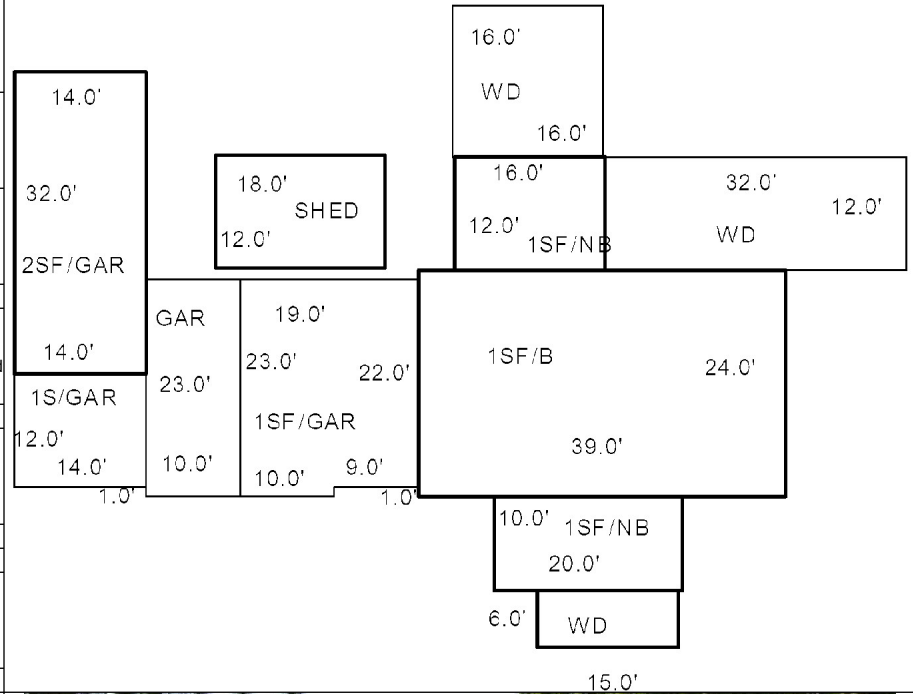 16.0'
WD
16.0'
14.0'
32.0'
2SF/GAR
14.0'
18.0'
SHED
12.0'
16.0'
12.0'
1SF/NB
32.0'
12.0'
WD
GAR
23.0'
10.0'
19.0'
23.0'
22.0'
1SF/GAR
10.0'
9.0'
1.0'
1SF/B
24.0'
39.0'
1S/GAR
12.0'
14.0'
1.0'
10.0'
1SF/NB
20.0'
6.0'
WD
15.0'